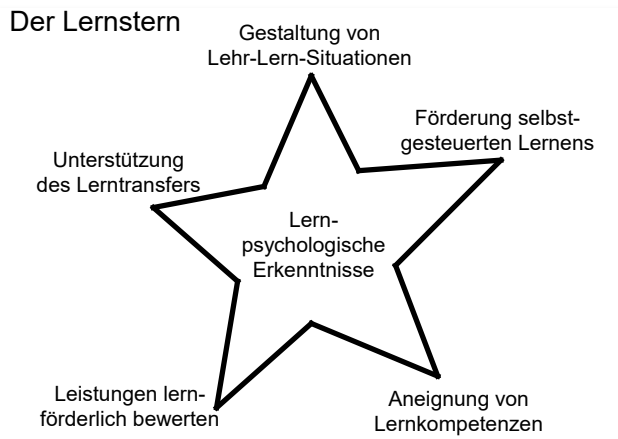 Der Lernstern
Gestaltung von
Lehr-Lern-Situationen
Förderung selbst-
gesteuerten Lernens
Unterstützung
des Lerntransfers
Lern-
psychologische
Erkenntnisse
Leistungen lern-
förderlich bewerten
Aneignung von
Lernkompetenzen